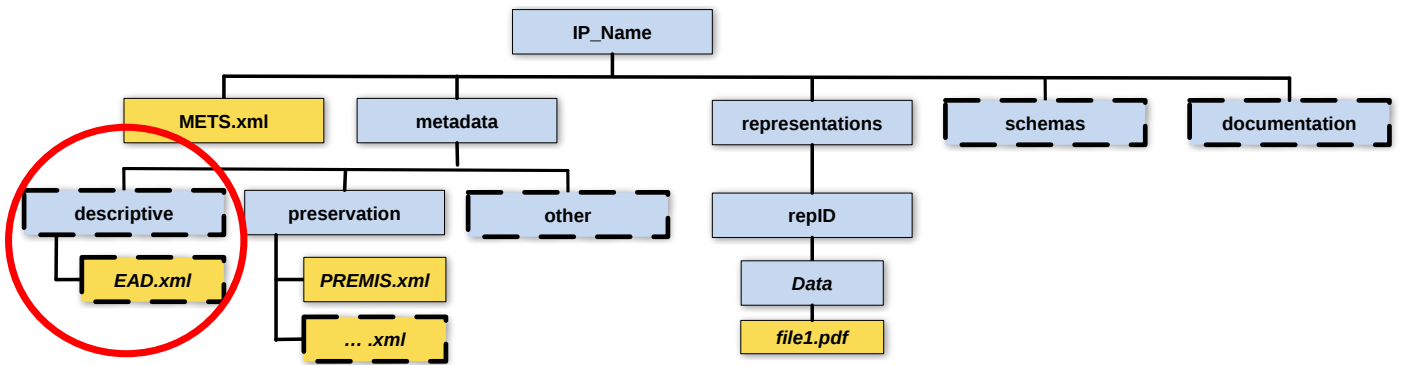 IP_Name
METS.xml
metadata
representations
schemas
documentation
descriptive
preservation
other
repID
EAD.xml
PREMIS.xml
Data
... .xml
file1.pdf